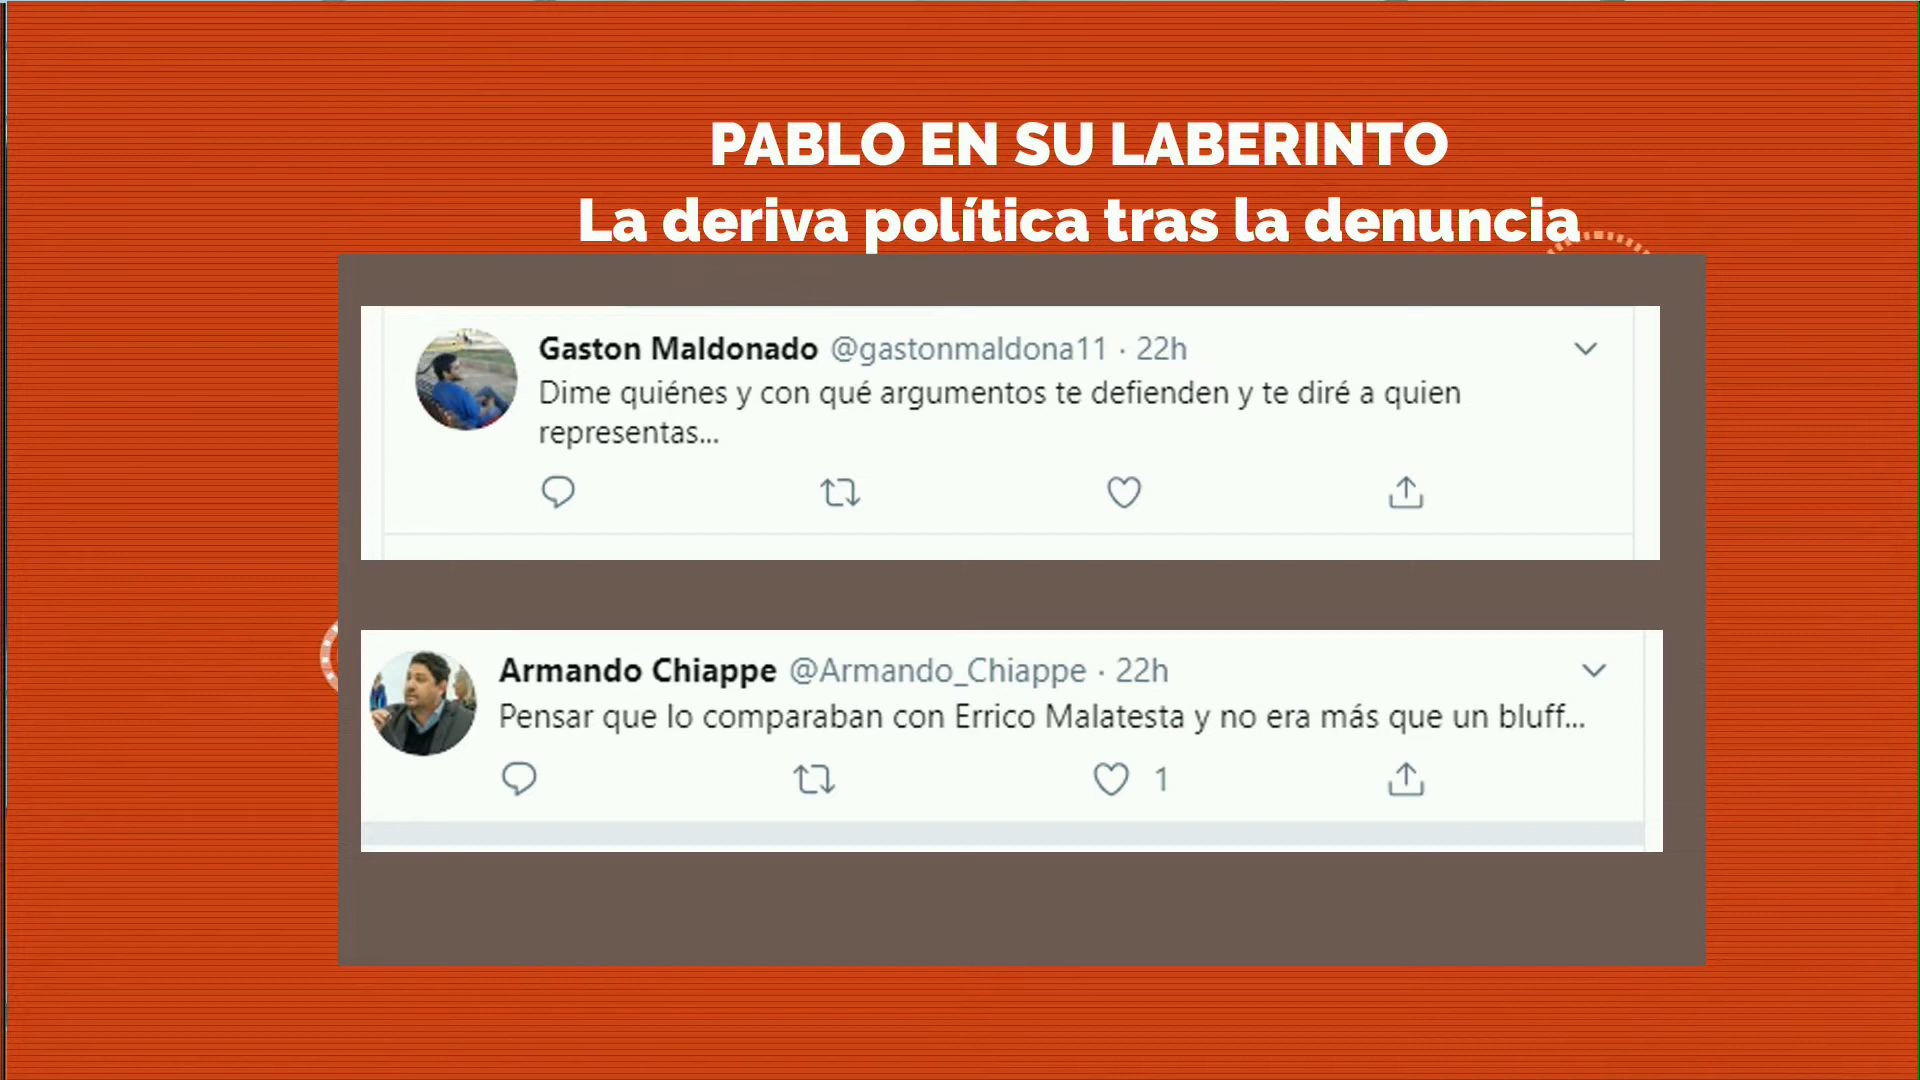 PABLO EN SU LABERINTO
La deriva política tras la denuncia
Gaston Maldonado @gastonmaldona11 · 22h
Dime quiénes y con qué argumentos te defienden y te diré a quien
representas...
Armando Chiappe @Armando_Chiappe · 22h
Pensar que lo comparaban con Errico Malatesta y no era más que un bluff...
1